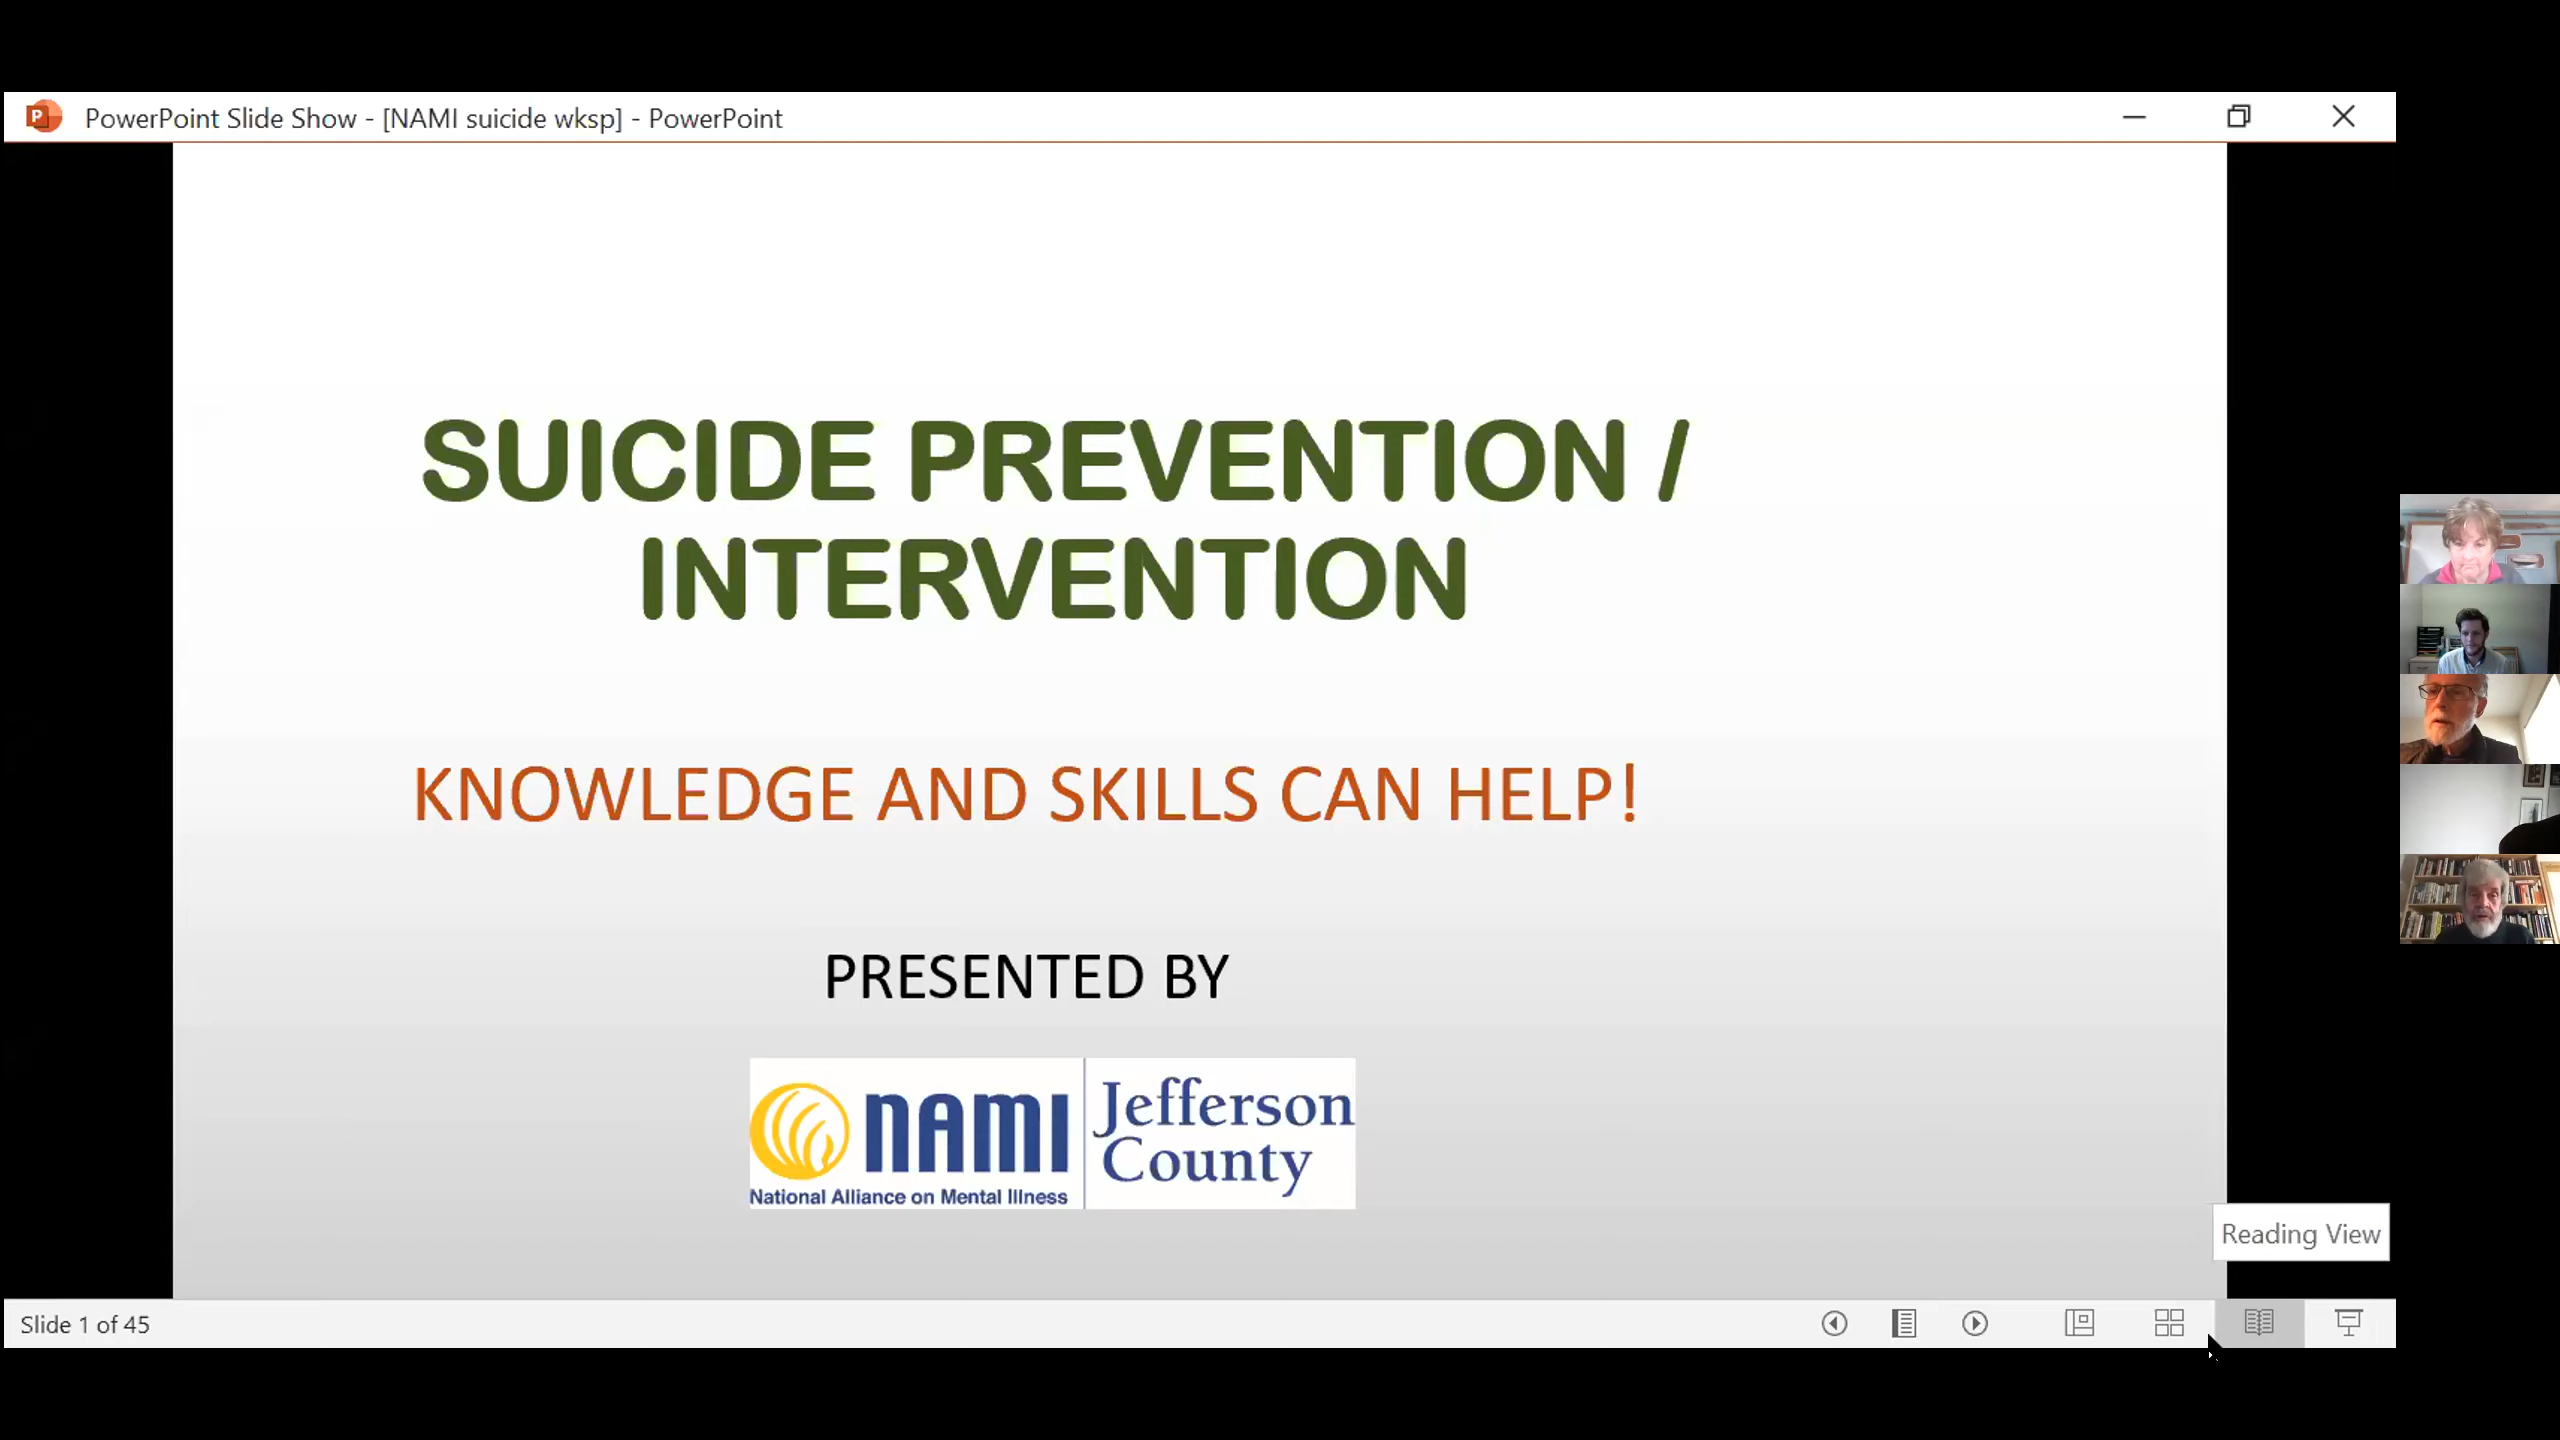 PowerPoint Slide Show - [NAMI suicide wksp] - PowerPoint
SUICIDE PREVENTION /
INTERVENTION
KNOWLEDGE AND SKILLS CAN HELP!
PRESENTED BY
NAMI
National Alliance on Mental Illness
Jefferson
County
Reading View
Slide 1 of 45